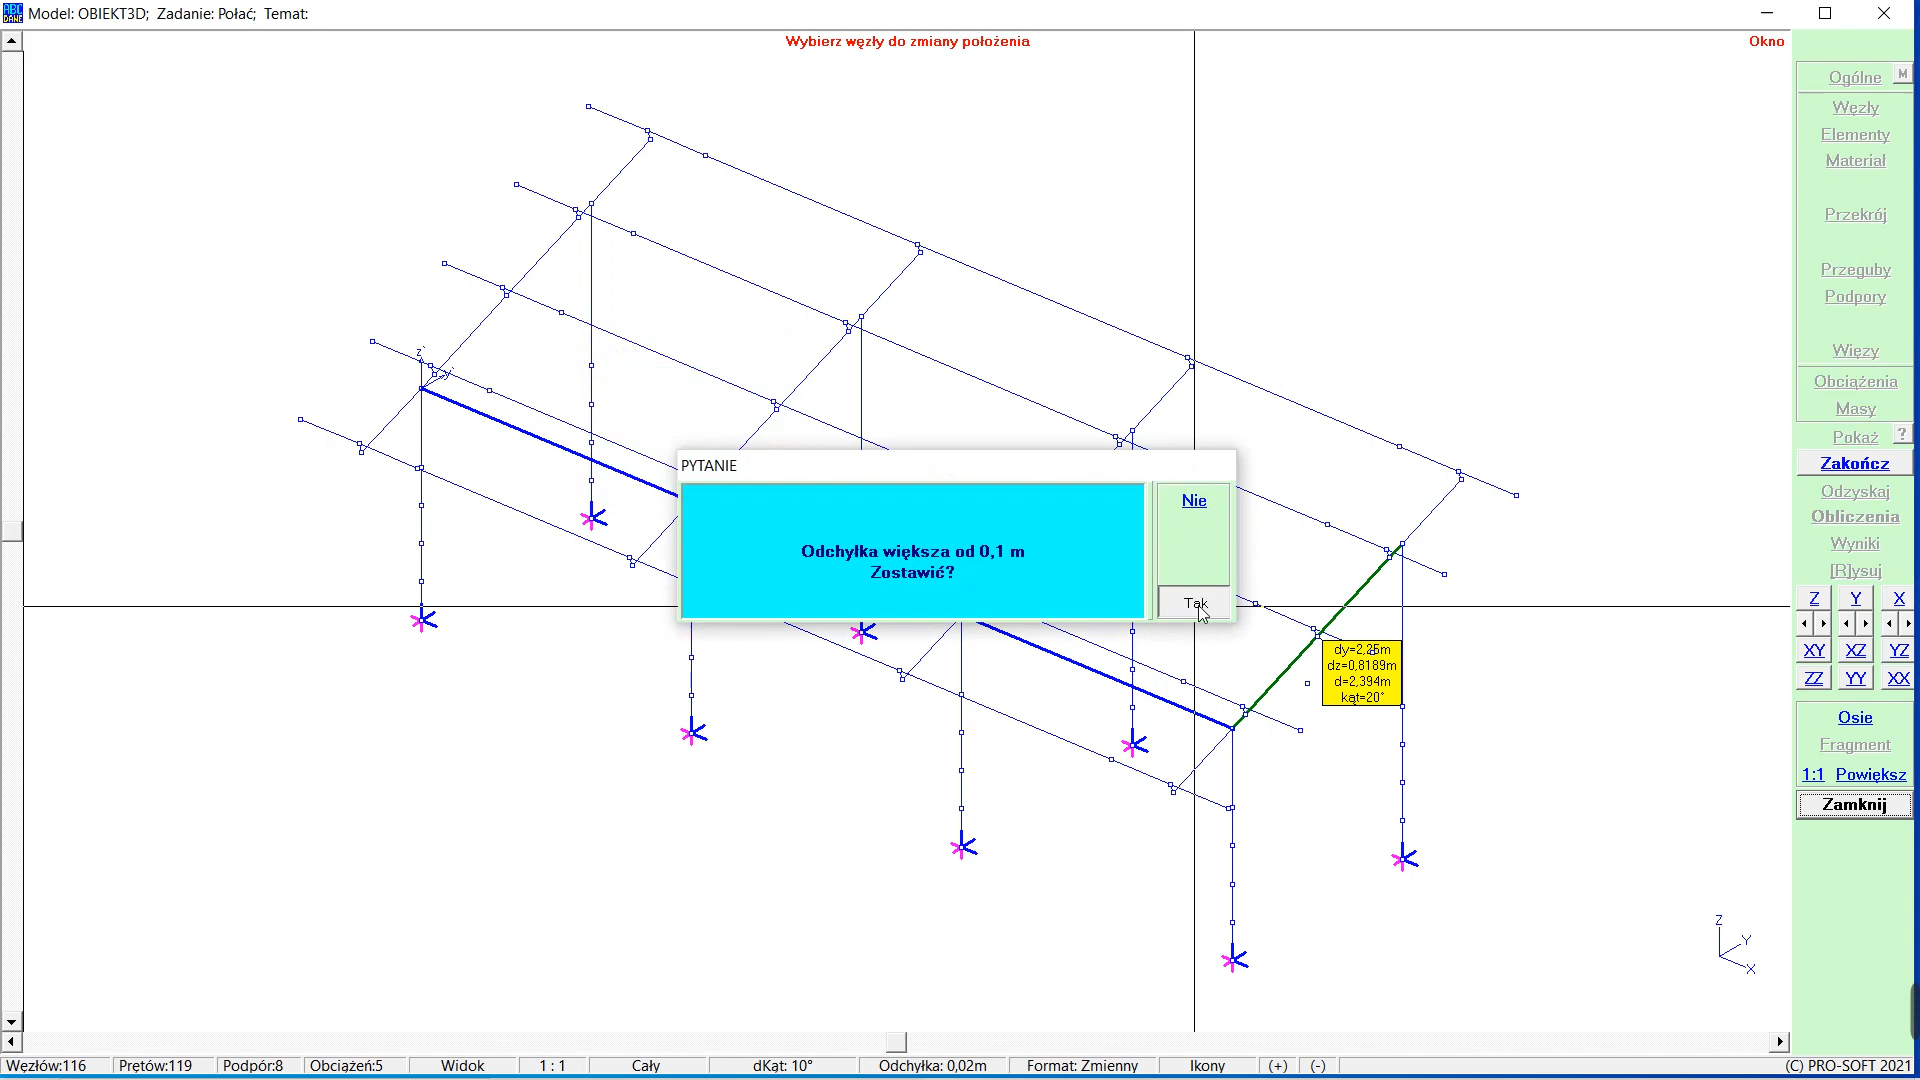 ABC DANE Model: OBIEKT3D; Zadanie: Połać; Temat:
Wybierz węzły do zmiany położenia
Okno
Ogólne M
Węzły
Elementy
Materiał
Przekrój
Przeguby
Podpory
Więzy
Obciążenia
Masy
Pokaż ?
Zakończ
Odzyskaj
Obliczenia
Wyniki
[R]ysuj
Z Y X
XY XZ YZ
ZZ YY XX
Osie
Fragment
1:1 Powiększ
Zamknij
z'
y'
PYTANIE
Odchyłka większa od 0,1 m
Zostawić?
Nie
Tak
dy=2,25m
dz=0,8189m
d=2,394m
kąt=20°
Z
Y
X
Węzłów:116 Prętów:119 Podpór:8 Obciążeń:5 Widok 1 : 1 Cały dKąt: 10° Odchyłka: 0,02m Format: Zmienny Ikony (+) (-) (C) PRO-SOFT 2021